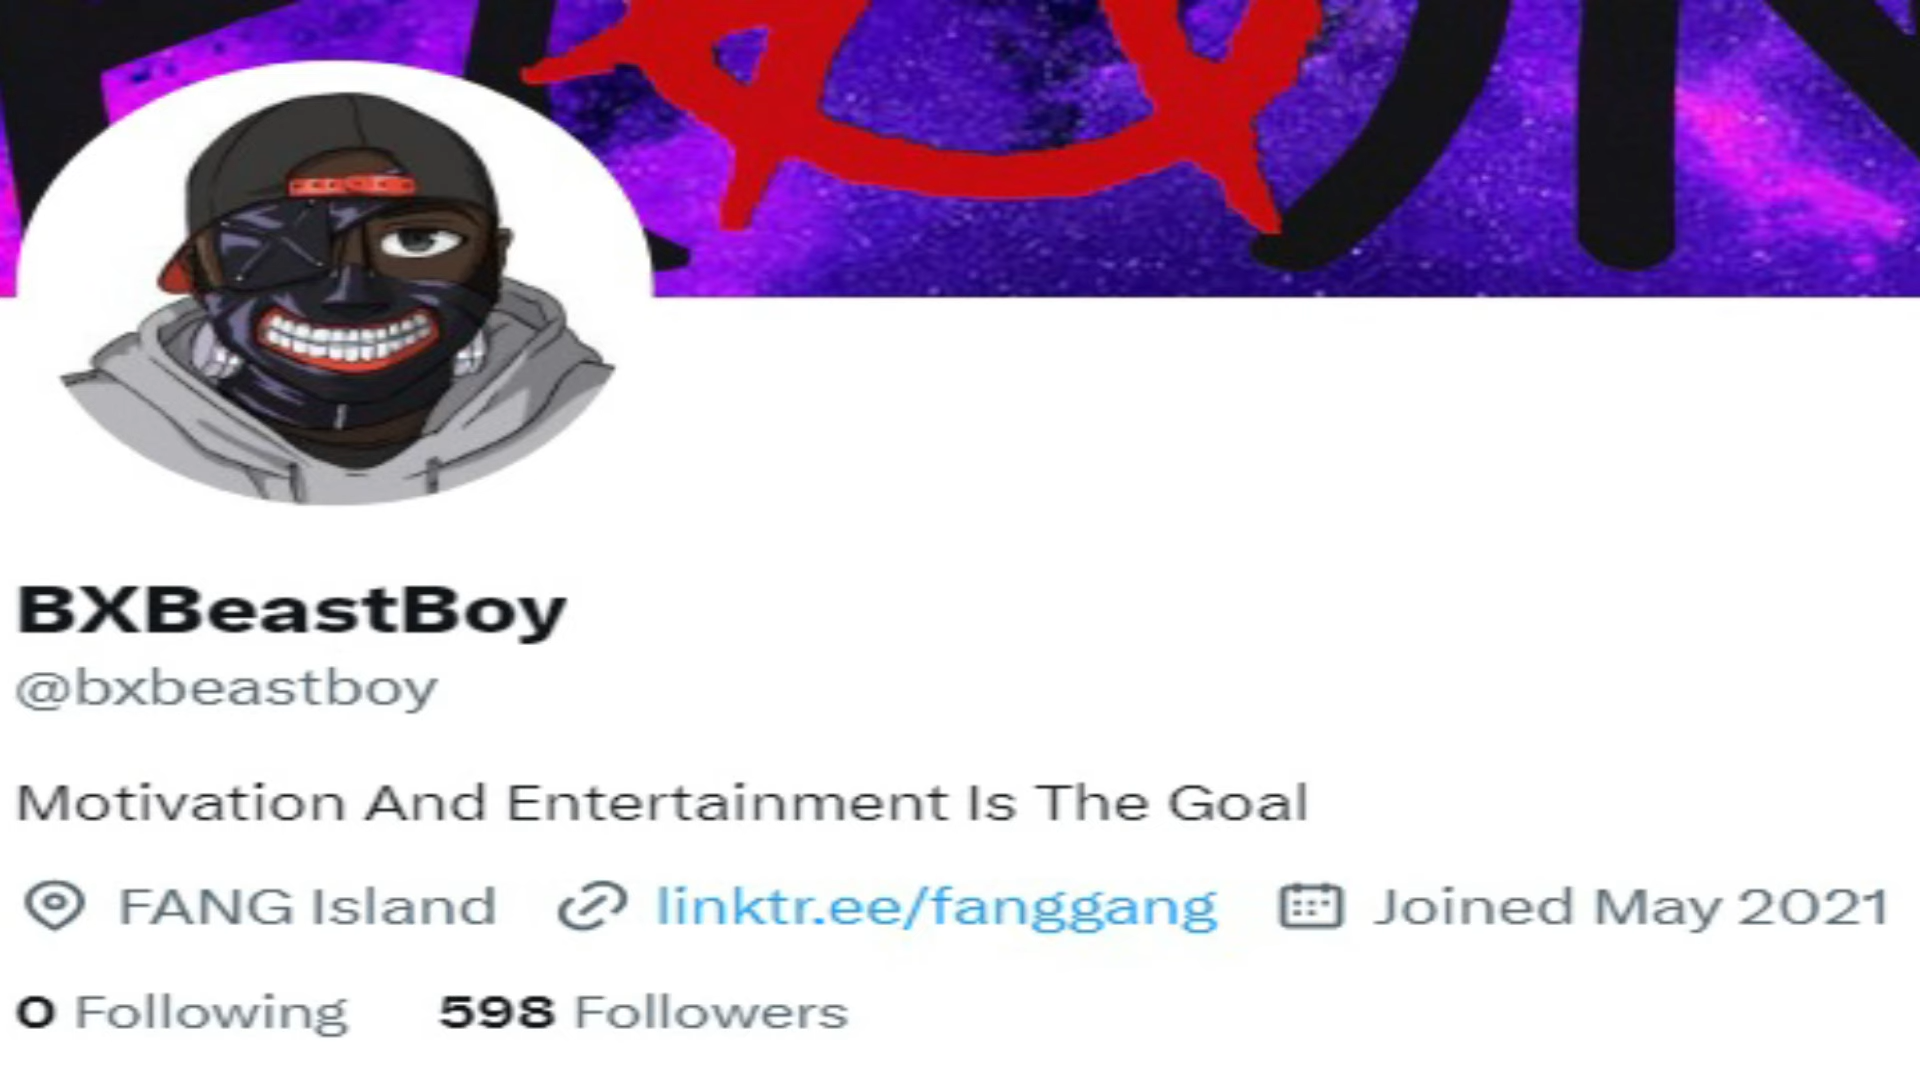 BXBeastBoy
@bxbeastboy
Motivation And Entertainment Is The Goal
FANG Island linktr.ee/fanggang Joined May 2021
0 Following 598 Followers